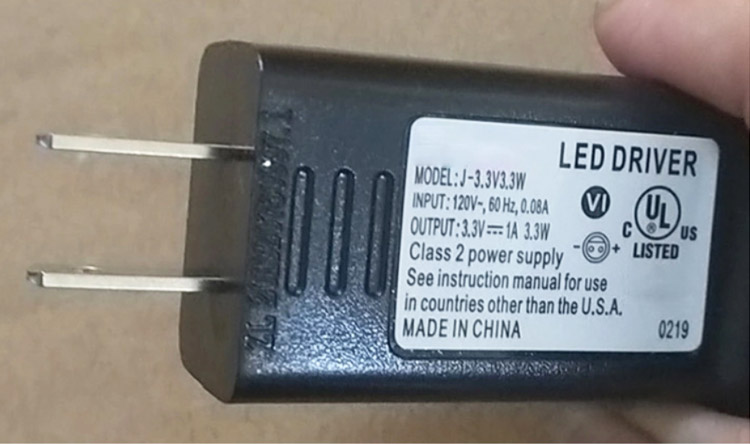 LED DRIVER
MODEL: J-3.3V3.3W
INPUT: 120V~, 60 Hz, 0.08A
OUTPUT: 3.3V⎓1A 3.3W
Class 2 power supply
See instruction manual for use
in countries other than the U.S.A.
MADE IN CHINA
VI
C UL ® US
LISTED
- +
0219